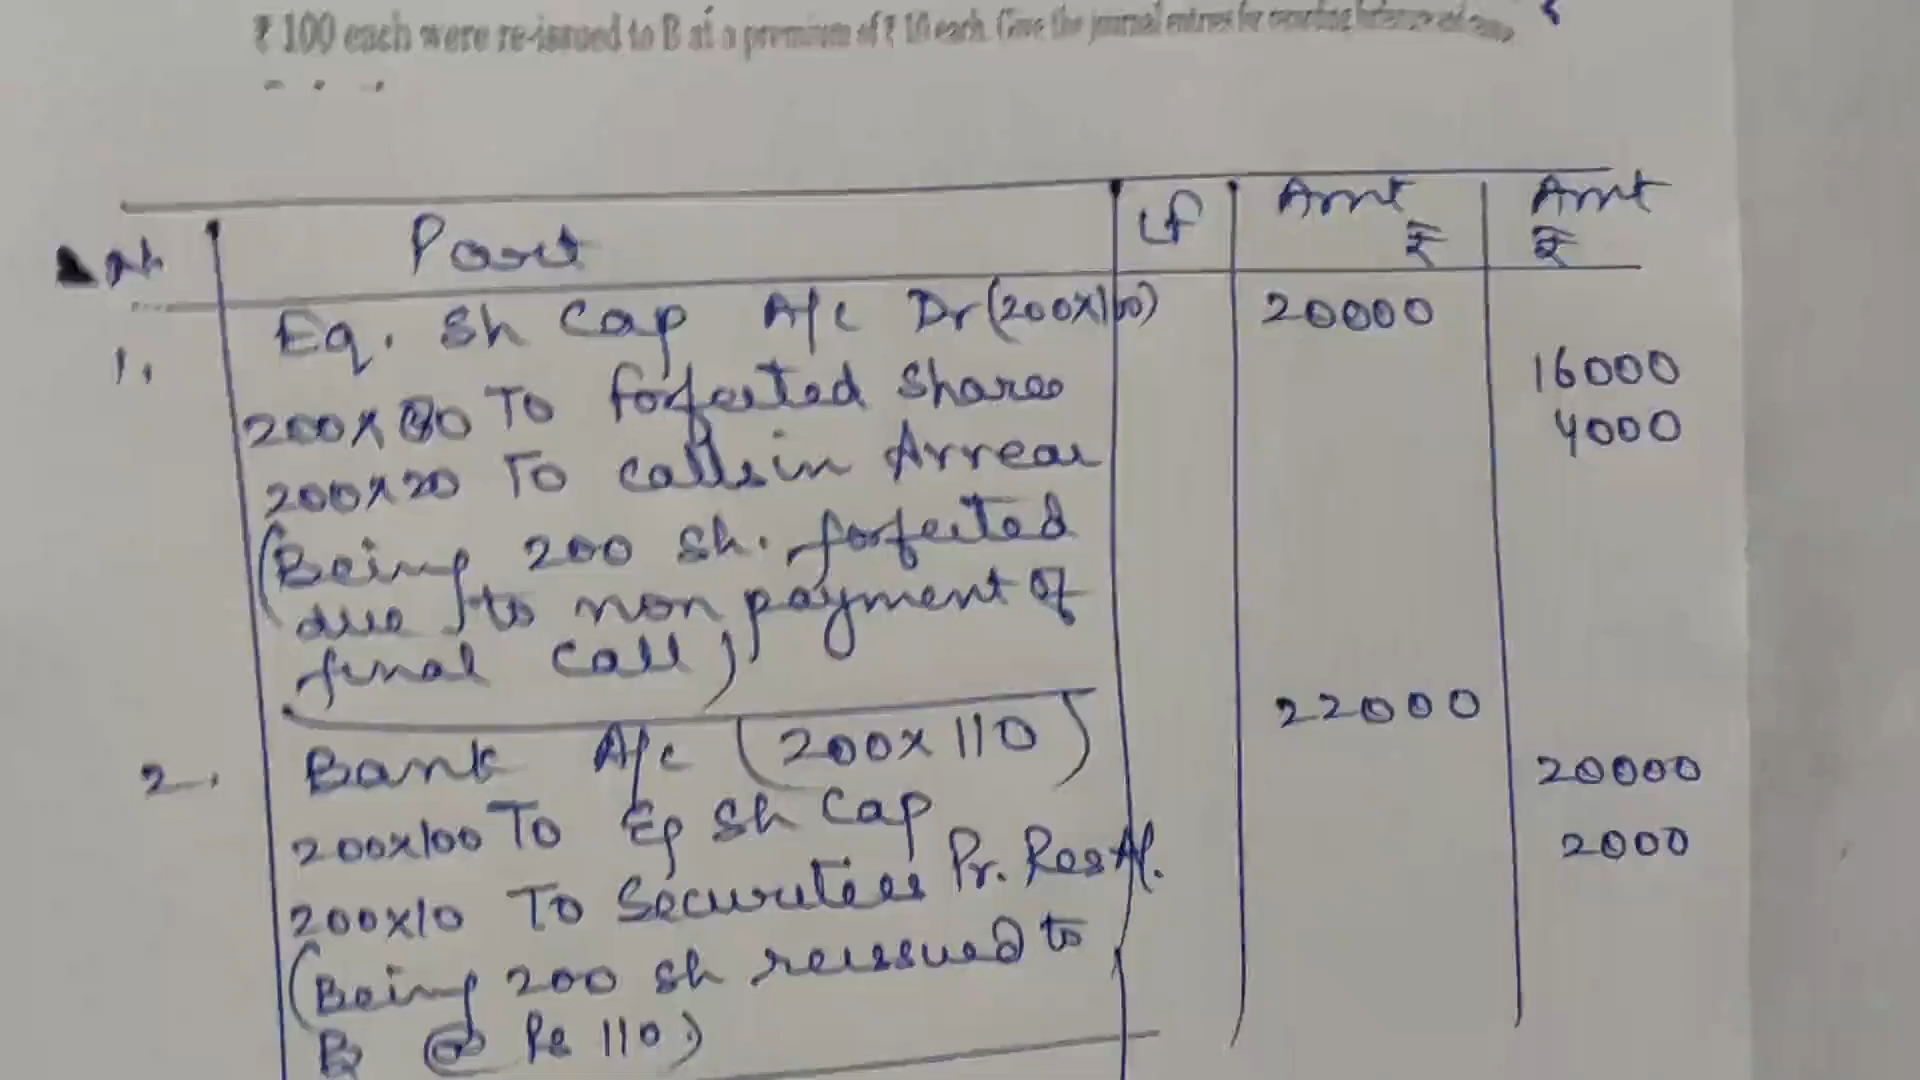 ₹ 100 each were re-issued to B at a premium of ₹ 10 each. Give the journal entries for
Part LF Amt ₹ Amt ₹
1. Eq. Sh Cap A/c Dr (200x100) 20000
200x80 To forfeited Shares 16000
200x20 To calls in Arrear 4000
(Being 200 sh. forfeited
due to non payment of
final call)
2. Bank A/c (200x110) 22000
200x100 To Eq Sh Cap 20000
200x10 To Securities Pr. Res A/. 2000
(Being 200 sh reissued to
B @ Rs 110)